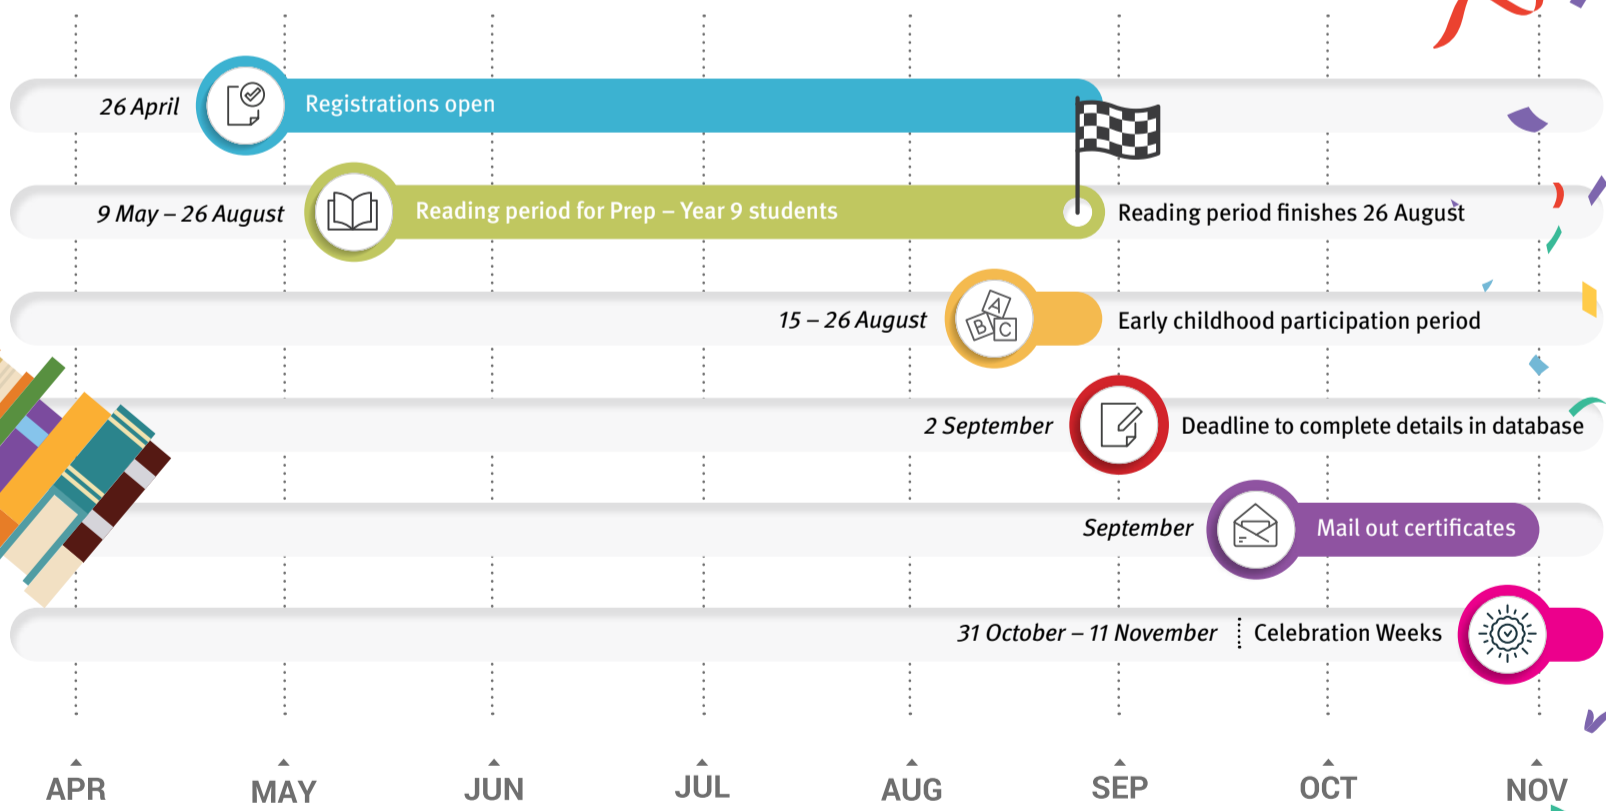 26 April Registrations open
9 May – 26 August Reading period for Prep – Year 9 students Reading period finishes 26 August
15 – 26 August A B C Early childhood participation period
2 September Deadline to complete details in database
September Mail out certificates
31 October – 11 November Celebration Weeks
APR MAY JUN JUL AUG SEP OCT NOV